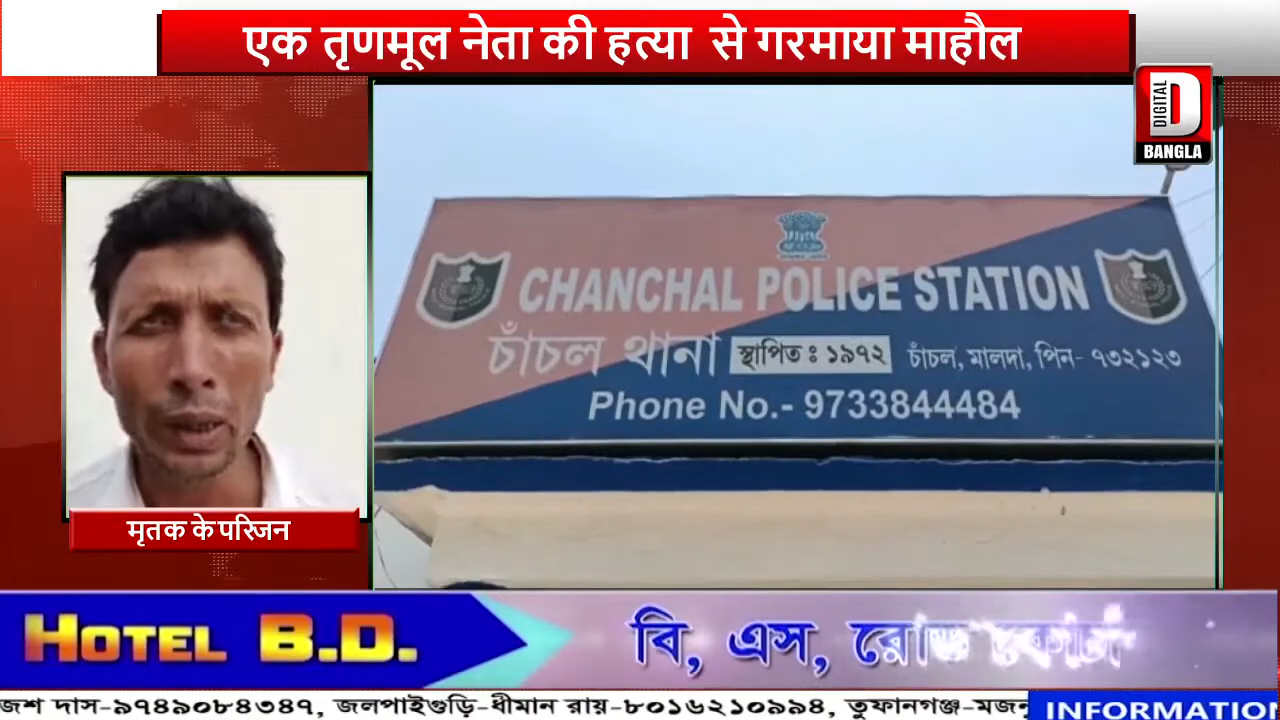 एक तृणमूल नेता की हत्या से गरमाया माहौल
DIGITAL
D
BANGLA
CHANCHAL POLICE STATION
চাঁচল থানা স্থাপিত : ১৯৭২ চাঁচল, মালদা, পিন- ৭৩২১২৩
Phone No.- 9733844484
मृतक के परिजन
HOTEL B.D.
বি, এস, রোড
জেশ দাস-৯৭৪৯০৮৪৩৪৭, জলপাইগুড়ি-ধীমান রায়-৮০১৬২১০৯৯৪, তুফানগঞ্জ-মজনু
INFORMATION